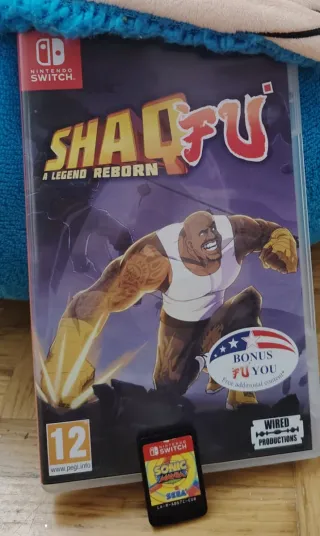 NINTENDO
SWITCH
SHAQ FU
A LEGEND REBORN
BONUS
FU YOU
12
www.pegi.info
WIRED
PRODUCTIONS
NINTENDO
SWITCH
SONIC
MANIA
SEGA